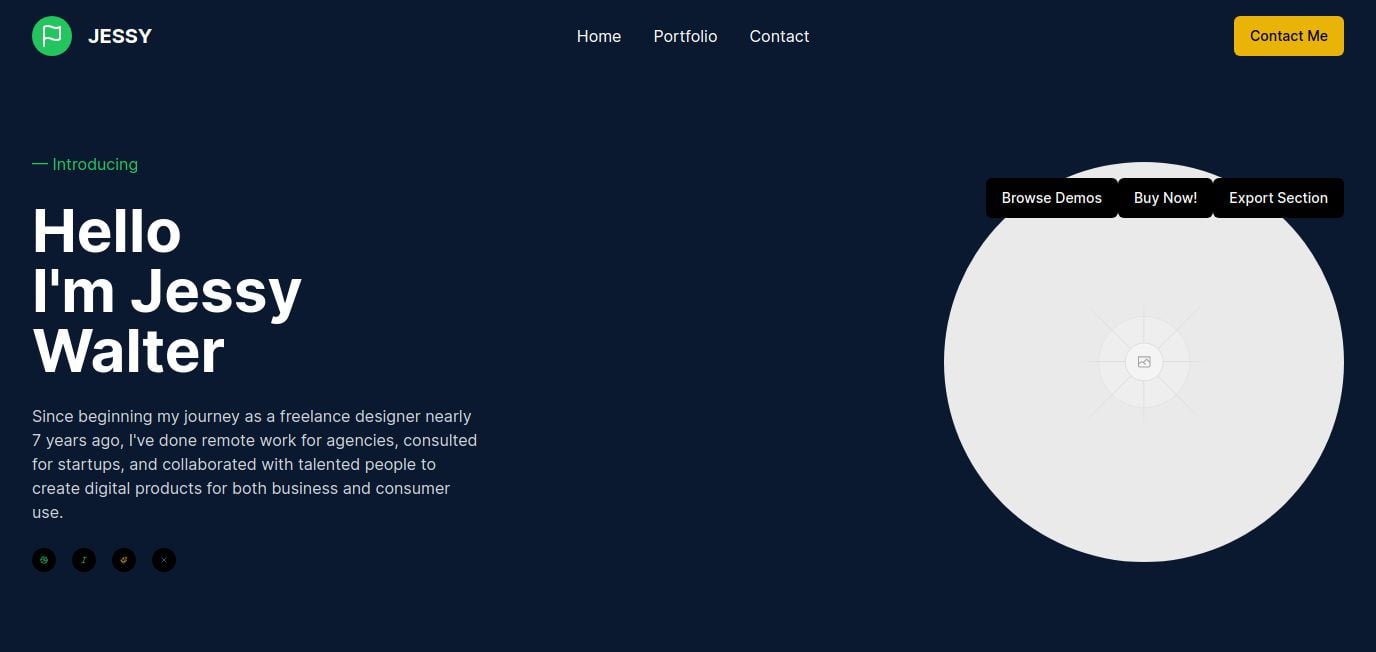 JESSY
Home Portfolio Contact
Contact Me
— Introducing
Hello
I'm Jessy
Walter
Since beginning my journey as a freelance designer nearly
7 years ago, I've done remote work for agencies, consulted
for startups, and collaborated with talented people to
create digital products for both business and consumer
use.
Browse Demos Buy Now! Export Section